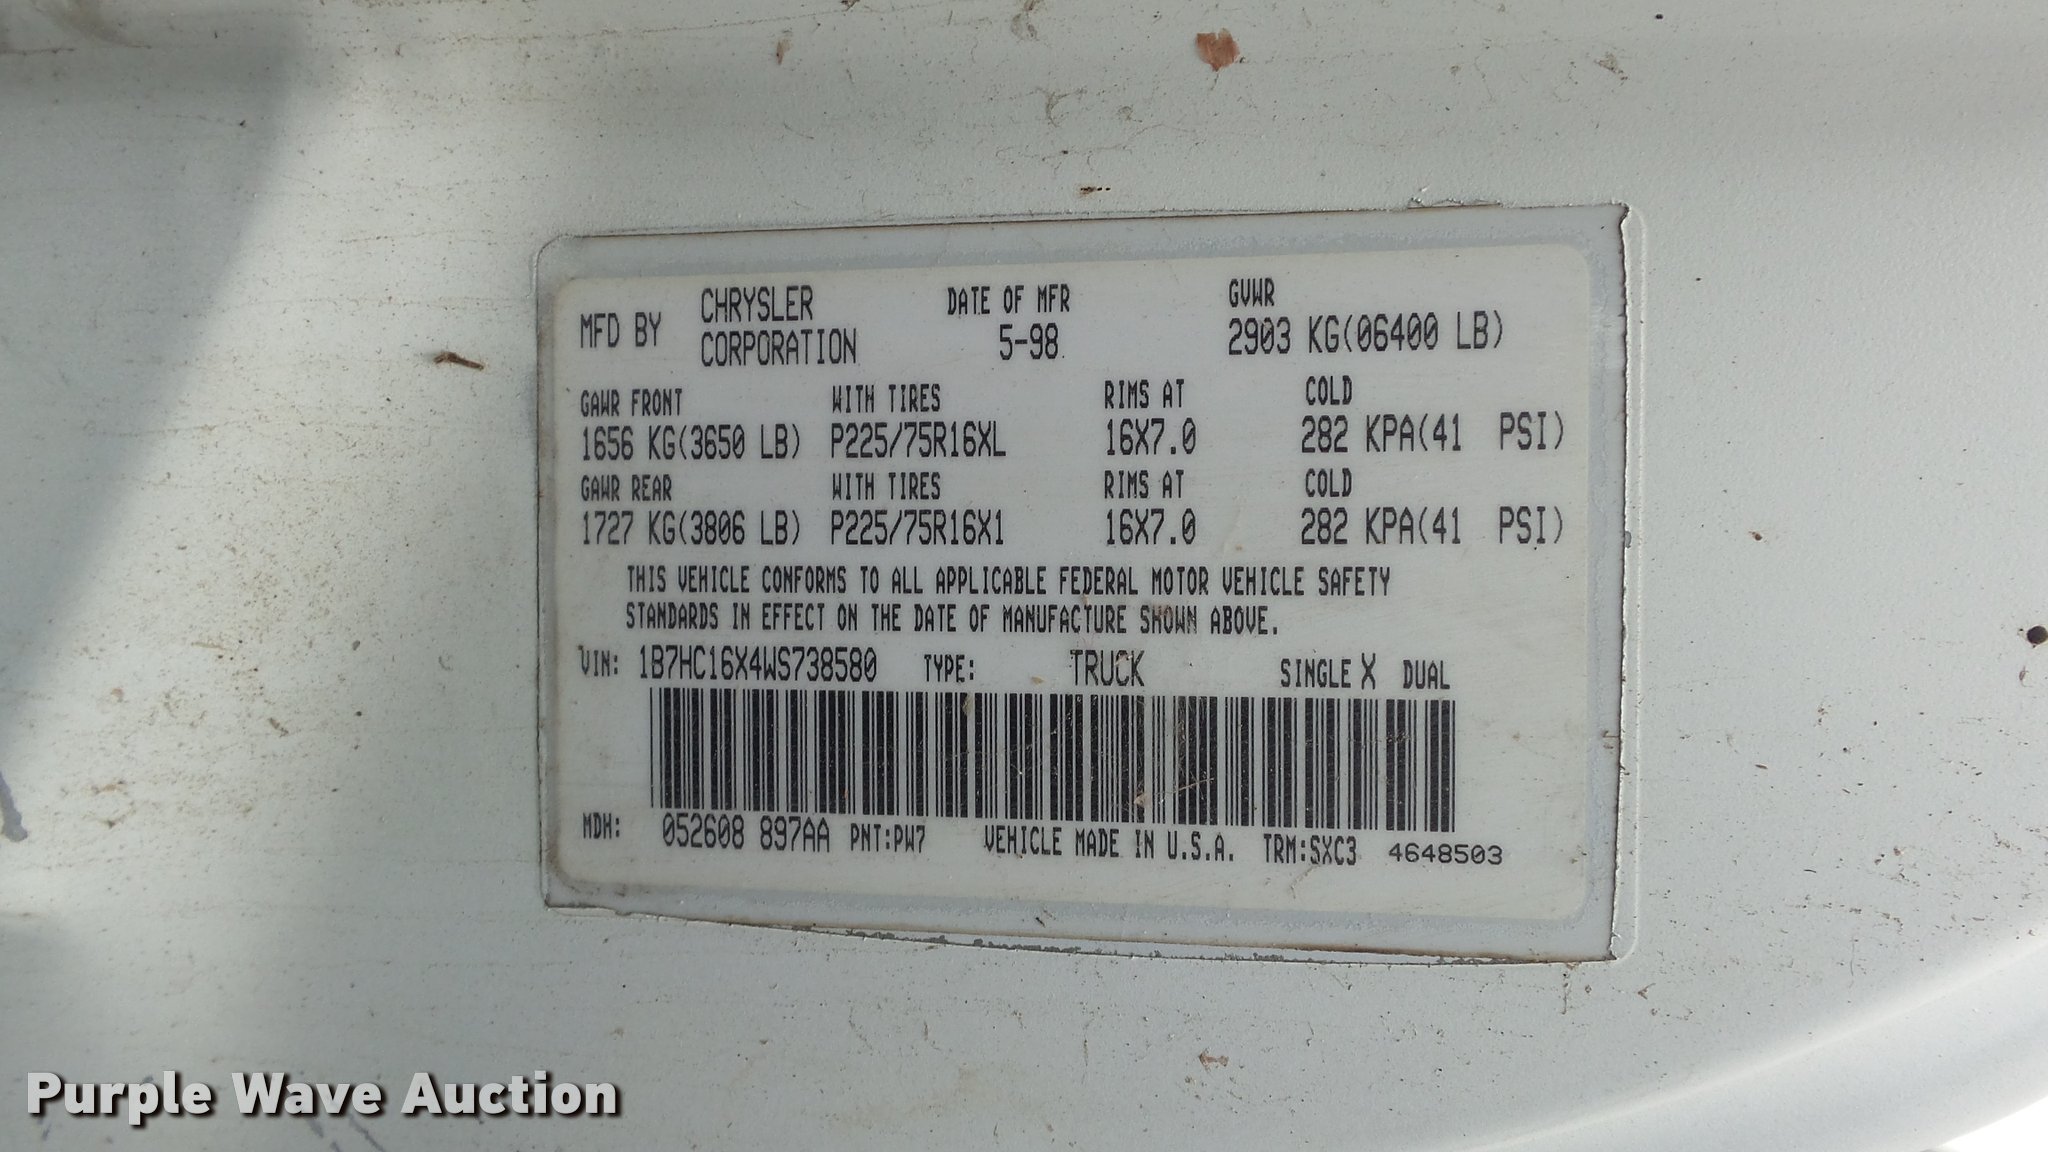 MFD BY CHRYSLER CORPORATION DATE OF MFR 5-98 GVWR 2903 KG(06400 LB)
GAWR FRONT WITH TIRES RIMS AT COLD
1656 KG(3650 LB) P225/75R16XL 16X7.0 282 KPA(41 PSI)
GAWR REAR WITH TIRES RIMS AT COLD
1727 KG(3806 LB) P225/75R16X1 16X7.0 282 KPA(41 PSI)
THIS VEHICLE CONFORMS TO ALL APPLICABLE FEDERAL MOTOR VEHICLE SAFETY
STANDARDS IN EFFECT ON THE DATE OF MANUFACTURE SHOWN ABOVE.
VIN: 1B7HC16X4WS738580 TYPE: TRUCK SINGLE X DUAL
MDH: 052608 897AA PNT:PW7 VEHICLE MADE IN U.S.A. TRM:SXC3 4648503
Purple Wave Auction